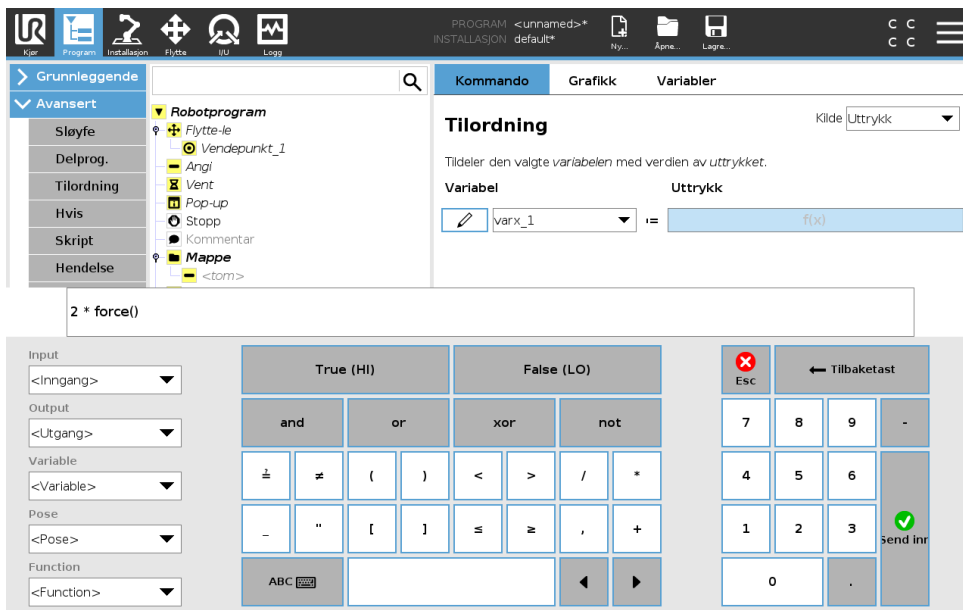 UR
PROGRAM <unnamed>*
INSTALLASJON default*
Kjør Program Installasjon Flytte I/U Logg Ny... Åpne... Lagre...
C C
C C
Grunnleggende
Avansert
Sløyfe
Delprog.
Tilordning
Hvis
Skript
Hendelse
Robotprogram
Flytte-le
Vendepunkt_1
Angi
Vent
Pop-up
Stopp
Kommentar
Mappe
<tom>
Kommando Grafikk Variabler
Tilordning
Kilde Uttrykk
Tildeler den valgte variabelen med verdien av uttrykket.
Variabel Uttrykk
varx_1 := f(x)
2 * force()
Input
<Inngang>
Output
<Utgang>
Variable
<Variable>
Pose
<Pose>
Function
<Function>
True (HI) False (LO)
and or xor not
≟ ≠ ( ) < > / *
_ " [ ] ≤ ≥ , +
ABC
Esc Tilbaketast
7 8 9 -
4 5 6
1 2 3 Send inn
0 .